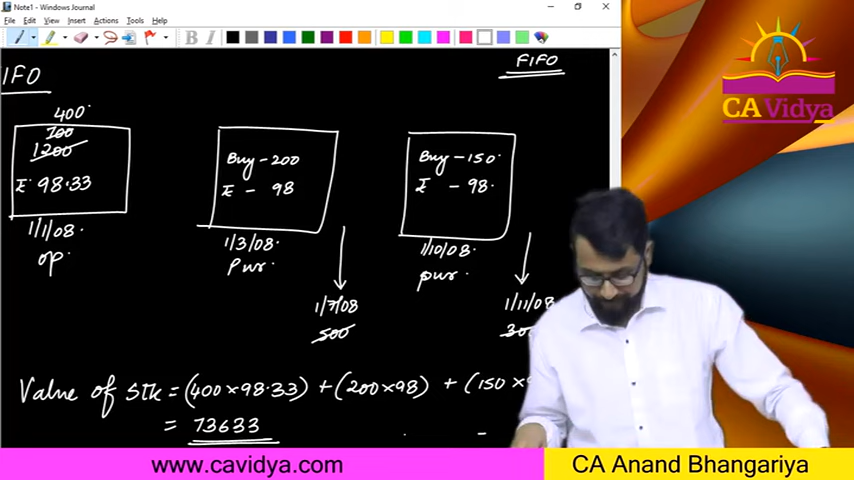 Note1 - Windows Journal
File Edit View Insert Actions Tools Help
B I
IFO
FIFO
400
700
1200
I 98.33
1/1/08
op
Buy - 200
I - 98
1/3/08
Pur.
1/7/08
500
Buy - 150
I - 98
1/10/08
pur.
1/11/08
300
Value of Stk = (400 x 98.33) + (200 x 98) + (150 x
= 73633
CA Vidya
www.cavidya.com
CA Anand Bhangariya